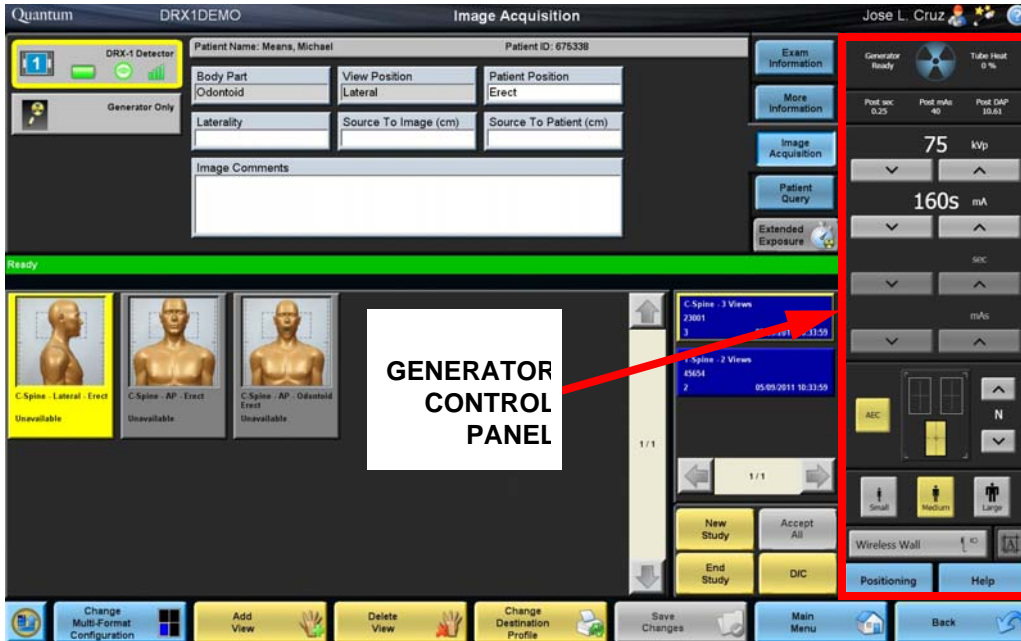 Quantum DRX1DEMO Image Acquisition Jose L. Cruz
DRX-1 Detector
1
Generator Only
Patient Name: Means, Michael Patient ID: 675338
Body Part View Position Patient Position
Odontoid Lateral Erect
Laterality Source To Image (cm) Source To Patient (cm)
Image Comments
Exam
Information
More
Information
Image
Acquisition
Patient
Query
Extended
Exposure
Ready
C-Spine - Lateral - Erect
Unavailable
C-Spine - AP - Erect
Unavailable
C-Spine - AP - Odontoid
Erect
Unavailable
GENERATOR
CONTROL
PANEL
1 / 1
C-Spine - 3 Views
23001
3
-Spine - 2 Views
45654
2 05/09/2011 10:33:59
1 / 1
New
Study
Accept
All
End
Study
D/C
Generator
Ready
Tube Heat
0 %
Post sec
0.25
Post mAs
40
Post DAP
10.61
75 kVp
160s mA
sec
mAs
AEC
N
Small
Medium
Large
Wireless Wall
A
Positioning
Help
Change
Multi-Format
Configuration
Add
View
Delete
View
Change
Destination
Profile
Save
Changes
Main
Menu
Back